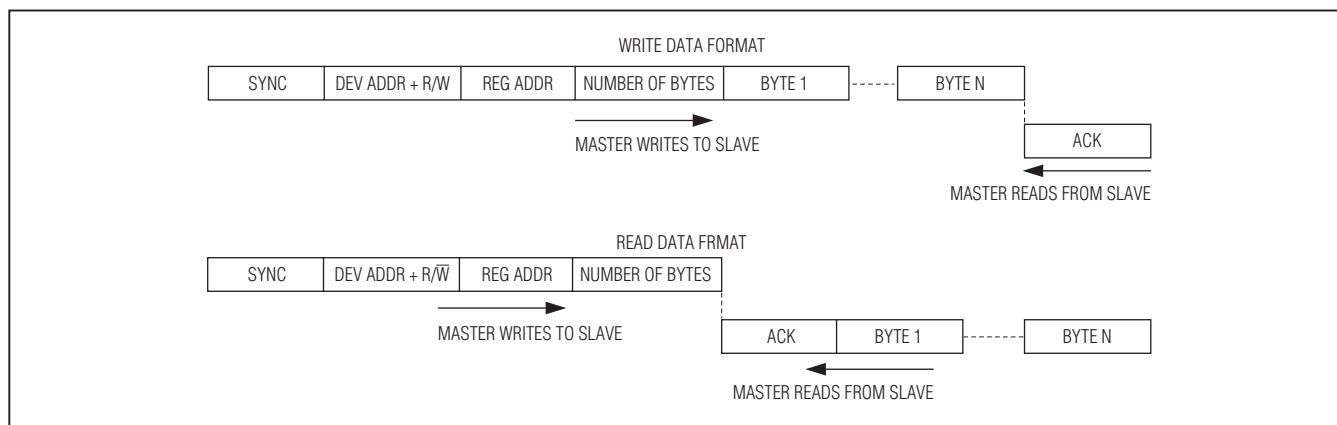 WRITE DATA FORMAT
SYNC DEV ADDR + R/W REG ADDR NUMBER OF BYTES BYTE 1 BYTE N
MASTER WRITES TO SLAVE
ACK
MASTER READS FROM SLAVE
READ DATA FRMAT
SYNC DEV ADDR + R/W̅ REG ADDR NUMBER OF BYTES
MASTER WRITES TO SLAVE
ACK BYTE 1 BYTE N
MASTER READS FROM SLAVE